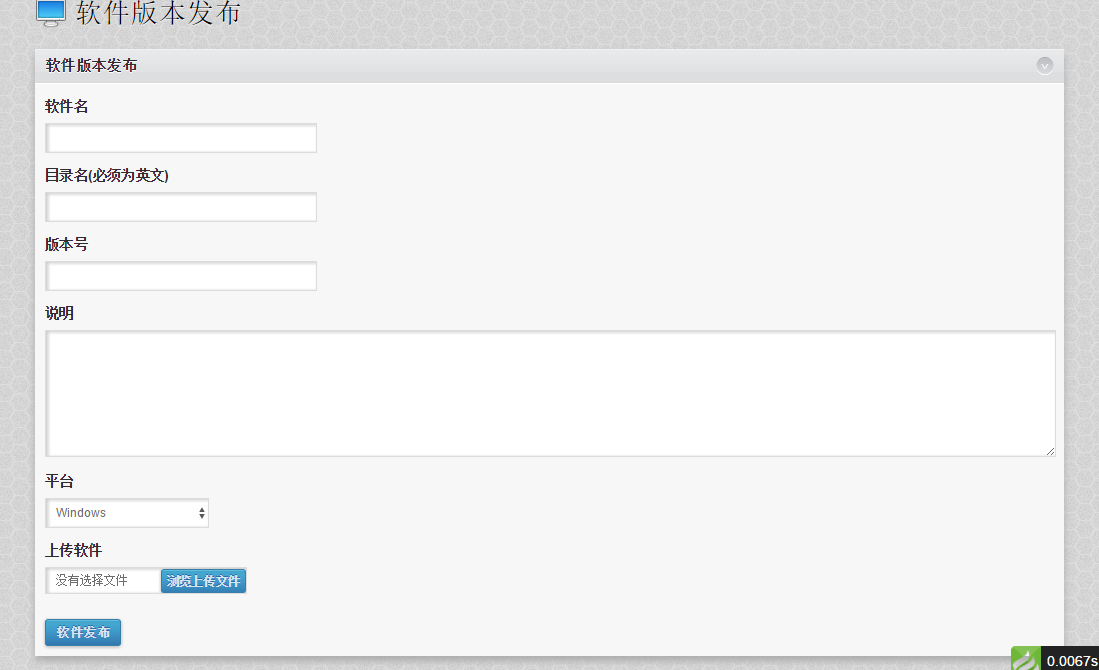 软件版本发布
软件版本发布
软件名
目录名(必须为英文)
版本号
说明
平台
Windows
上传软件
没有选择文件 浏览上传文件
软件发布
0.0067s